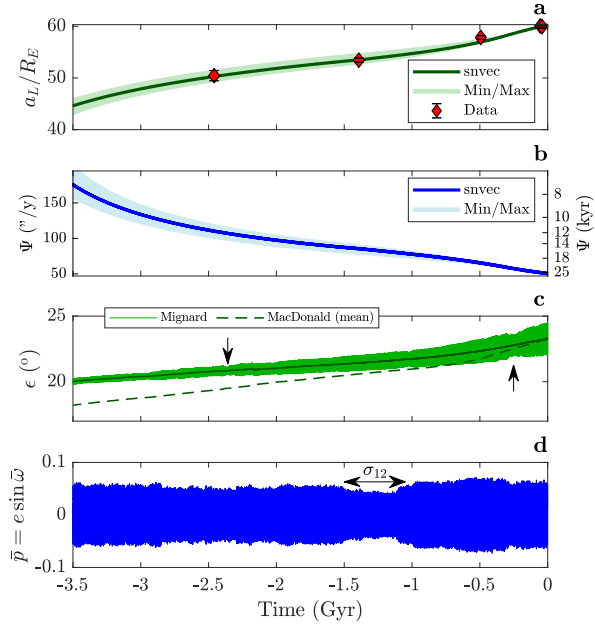 a
60
50
40
a_L/R_E
snvec
Min/Max
Data
b
150
100
50
Ψ (″/y)
snvec
Min/Max
8
10
12
14
18
25
Ψ (kyr)
c
25
20
ϵ (°)
Mignard
MacDonald (mean)
d
0.1
0
-0.1
p̄ = e sin ω̄
σ₁₂
-3.5
-3
-2.5
-2
-1.5
-1
-0.5
0
Time (Gyr)